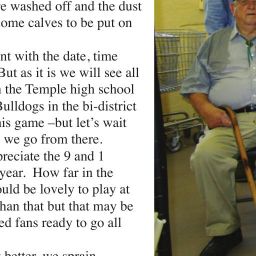 e washed off and the dust
ome calves to be put on
nt with the date, time
But as it is we will see all
n the Temple high school
Bulldogs in the bi-district
his game –but let's wait
we go from there.
preciate the 9 and 1
year. How far in the
ould be lovely to play at
than that but that may be
ed fans ready to go all
better, we sprain